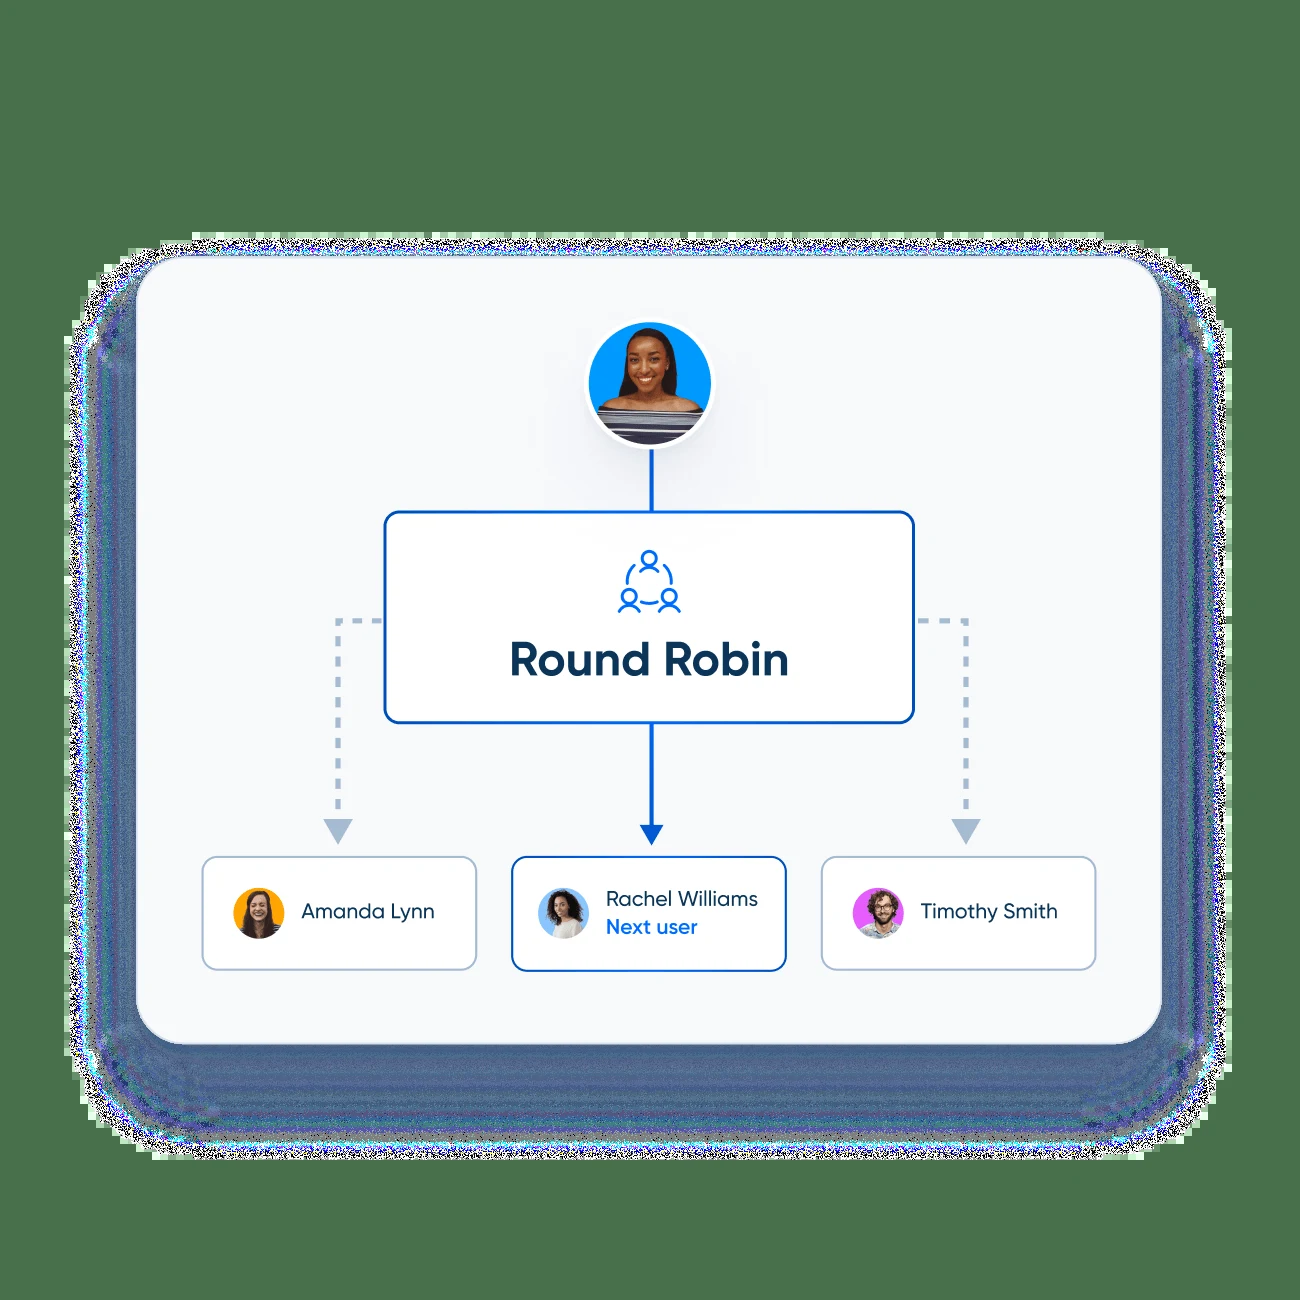 Round Robin
Amanda Lynn
Rachel Williams
Next user
Timothy Smith